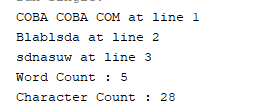 COBA COBA COM at line 1
Blablsda at line 2
sdnasuw at line 3
Word Count : 5
Character Count : 28